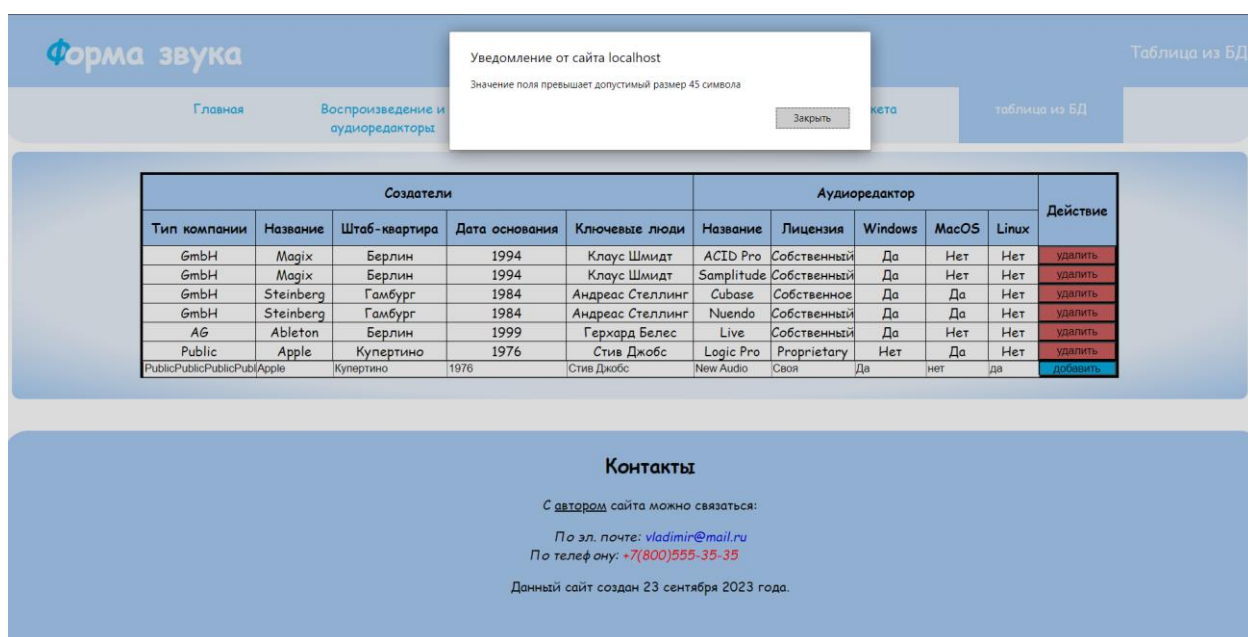 Форма звука
Уведомление от сайта localhost
Значение поля превышает допустимый размер 45 символа
Закрыть
Таблица из БД
Главная
Воспроизведение и
аудиоредакторы
кета
таблица из БД
Создатели Аудиоредактор Действие
Тип компании Название Штаб-квартира Дата основания Ключевые люди Название Лицензия Windows MacOS Linux
GmbH Magix Берлин 1994 Клаус Шмидт ACID Pro Собственный Да Нет Нет удалить
GmbH Magix Берлин 1994 Клаус Шмидт Samplitude Собственный Да Нет Нет удалить
GmbH Steinberg Гамбург 1984 Андреас Стеллинг Cubase Собственное Да Да Нет удалить
GmbH Steinberg Гамбург 1984 Андреас Стеллинг Nuendo Собственный Да Да Нет удалить
AG Ableton Берлин 1999 Герхард Белес Live Собственный Да Нет Нет удалить
Public Apple Купертино 1976 Стив Джобс Logic Pro Proprietary Нет Да Нет удалить
PublicPublicPublicPubl Apple Купертино 1976 Стив Джобс New Audio Своя Да нет да добавить
Контакты
С автором сайта можно связаться:
По эл. почте: vladimir@mail.ru
По телефону: +7(800)555-35-35
Данный сайт создан 23 сентября 2023 года.